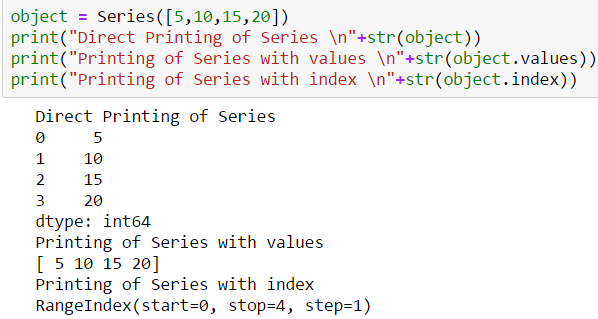 object = Series([5,10,15,20])
print("Direct Printing of Series \n"+str(object))
print("Printing of Series with values \n"+str(object.values))
print("Printing of Series with index \n"+str(object.index))
Direct Printing of Series
0     5
1    10
2    15
3    20
dtype: int64
Printing of Series with values
[ 5 10 15 20]
Printing of Series with index
RangeIndex(start=0, stop=4, step=1)